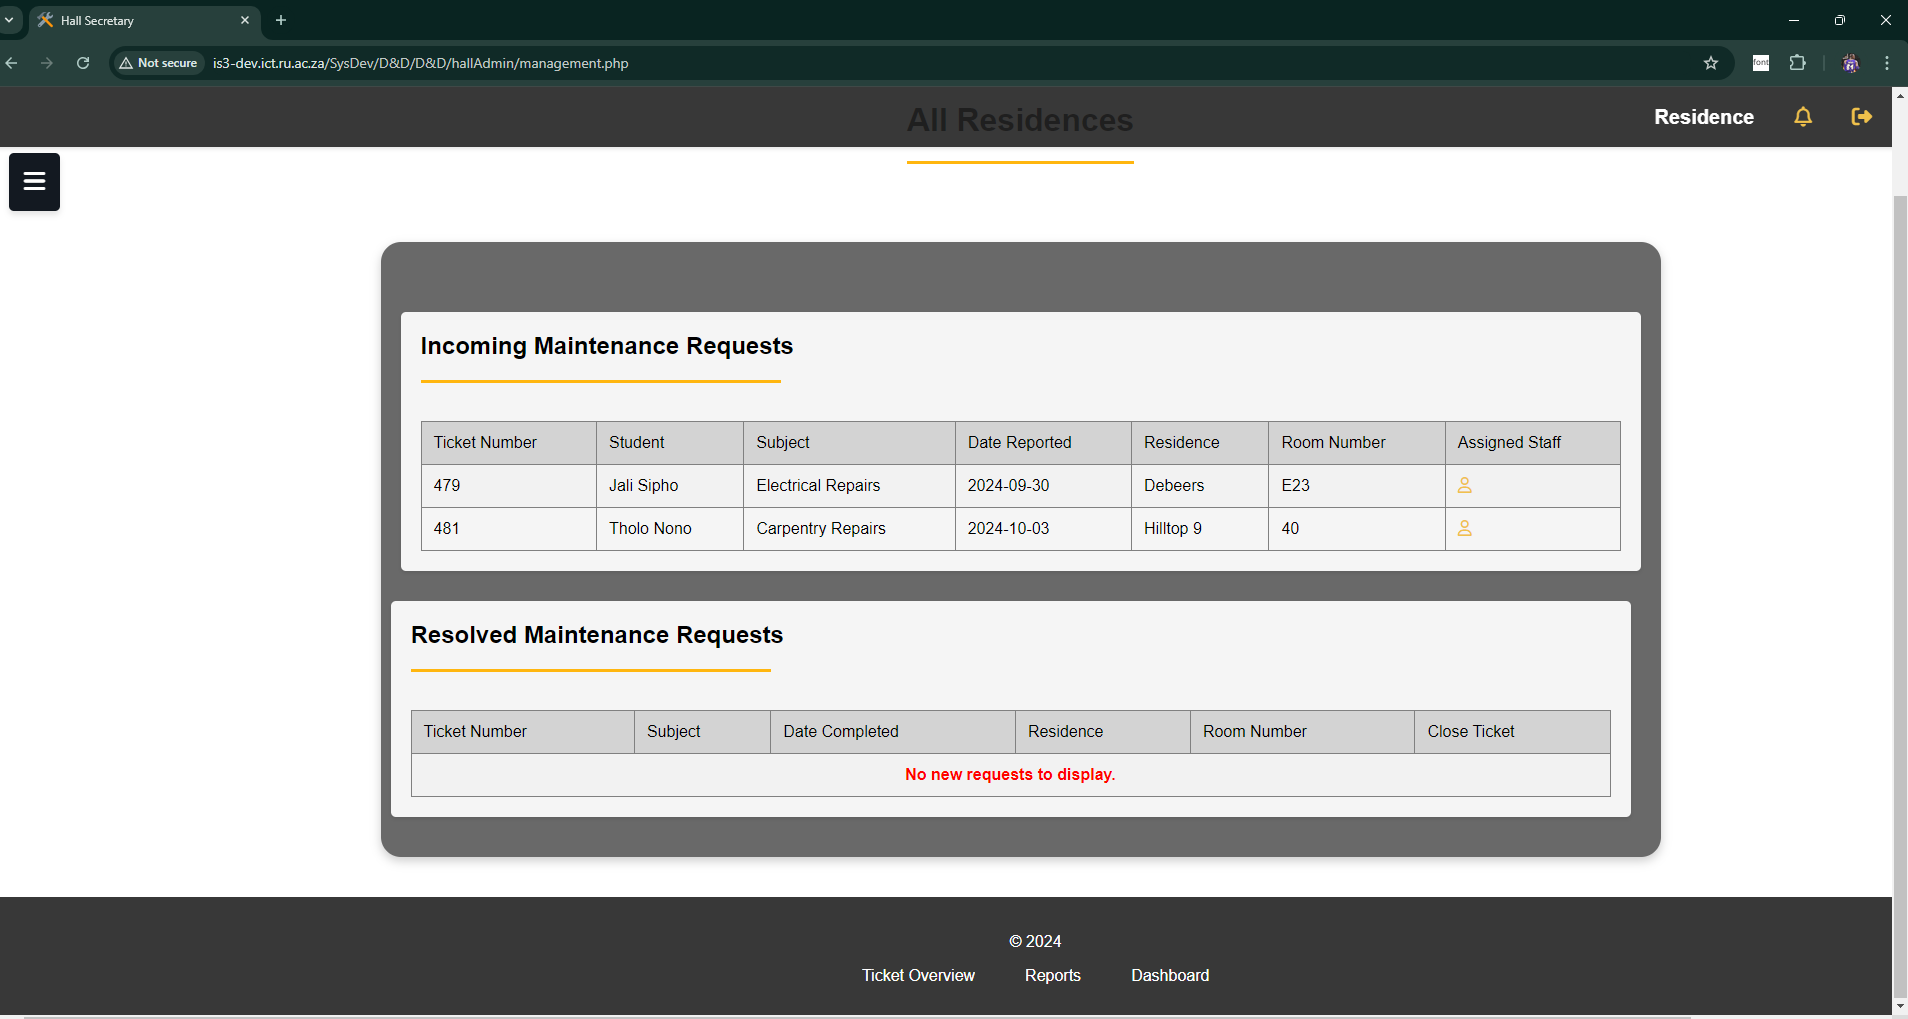 Hall Secretary
Not secure is3-dev.ict.ru.ac.za/SysDev/D&D/D&D/hallAdmin/management.php
font
All Residences
Residence
Incoming Maintenance Requests
Ticket Number Student Subject Date Reported Residence Room Number Assigned Staff
479 Jali Sipho Electrical Repairs 2024-09-30 Debeers E23
481 Tholo Nono Carpentry Repairs 2024-10-03 Hilltop 9 40
Resolved Maintenance Requests
Ticket Number Subject Date Completed Residence Room Number Close Ticket
No new requests to display.
© 2024
Ticket Overview Reports Dashboard